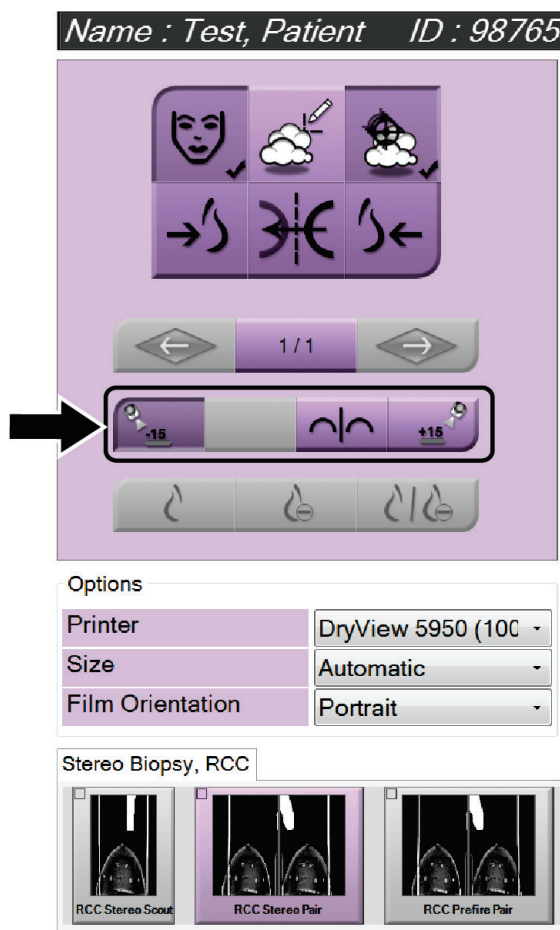 Name : Test, Patient ID : 98765
1 / 1
-15
+15
Options
Printer
DryView 5950 (100
Size
Automatic
Film Orientation
Portrait
Stereo Biopsy, RCC
RCC Stereo Scout
RCC Stereo Pair
RCC Prefire Pair